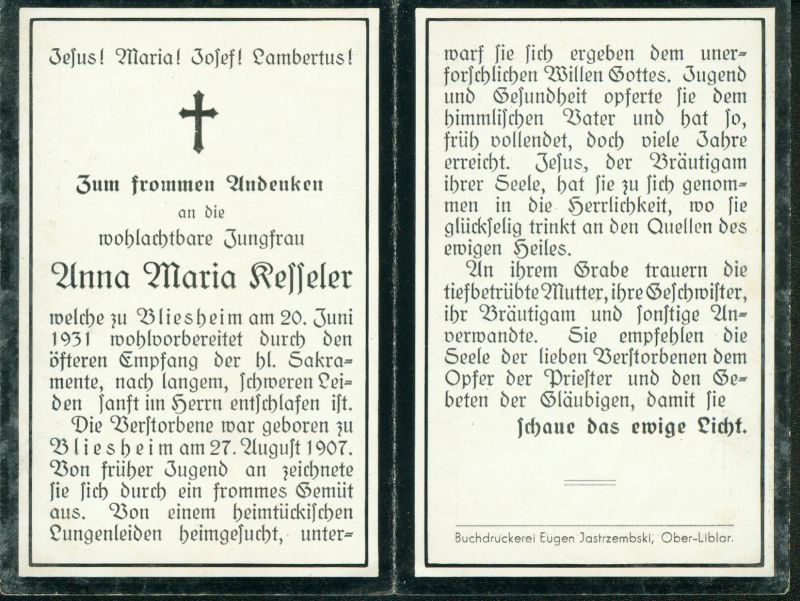 Jesus! Maria! Josef! Lambertus!
Zum frommen Andenken
an die
wohlachtbare Jungfrau
Anna Maria Kesseler
welche zu Bliesheim am 20. Juni
1931 wohlvorbereitet durch den
öfteren Empfang der hl. Sakra=
mente, nach langem, schweren Lei=
den sanft im Herrn entschlafen ist.
Die Verstorbene war geboren zu
Bliesheim am 27. August 1907.
Von früher Jugend an zeichnete
sie sich durch ein frommes Gemüt
aus. Von einem heimtückischen
Lungenleiden heimgesucht, unter=
warf sie sich ergeben dem uner=
forschlichen Willen Gottes. Jugend
und Gesundheit opferte sie dem
himmlischen Vater und hat so,
früh vollendet, doch viele Jahre
erreicht. Jesus, der Bräutigam
ihrer Seele, hat sie zu sich genom=
men in die Herrlichkeit, wo sie
glückselig trinkt an den Quellen des
ewigen Heiles.
An ihrem Grabe trauern die
tiefbetrübte Mutter, ihre Geschwister,
ihr Bräutigam und sonstige An=
verwandte. Sie empfehlen die
Seele der lieben Verstorbenen dem
Opfer der Priester und den Ge=
beten der Gläubigen, damit sie
schaue das ewige Licht.
Buchdruckerei Eugen Jastrzembski, Ober-Liblar.